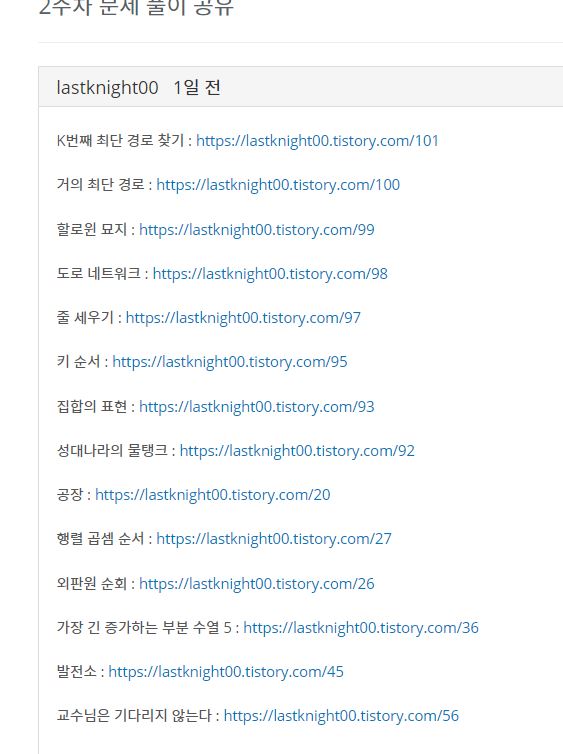 2주차 문제 풀이 공유
lastknight00 1일 전
K번째 최단 경로 찾기 : https://lastknight00.tistory.com/101
거의 최단 경로 : https://lastknight00.tistory.com/100
할로윈 묘지 : https://lastknight00.tistory.com/99
도로 네트워크 : https://lastknight00.tistory.com/98
줄 세우기 : https://lastknight00.tistory.com/97
키 순서 : https://lastknight00.tistory.com/95
집합의 표현 : https://lastknight00.tistory.com/93
성대나라의 물탱크 : https://lastknight00.tistory.com/92
공장 : https://lastknight00.tistory.com/20
행렬 곱셈 순서 : https://lastknight00.tistory.com/27
외판원 순회 : https://lastknight00.tistory.com/26
가장 긴 증가하는 부분 수열 5 : https://lastknight00.tistory.com/36
발전소 : https://lastknight00.tistory.com/45
교수님은 기다리지 않는다 : https://lastknight00.tistory.com/56